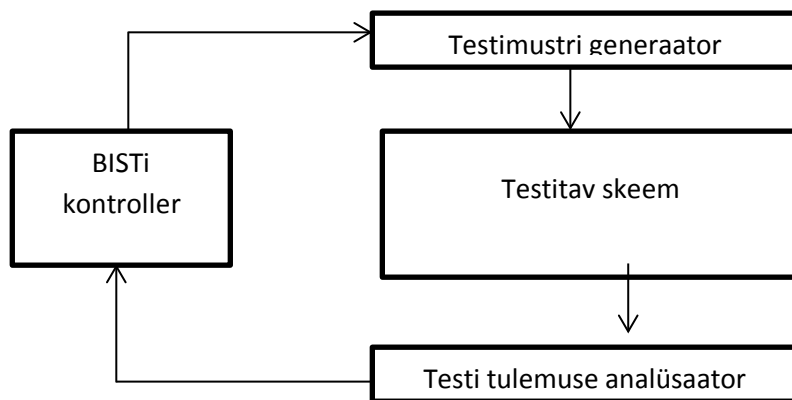 Testimustri generaator
BISTi
kontroller
Testitav skeem
Testi tulemuse analüsaator